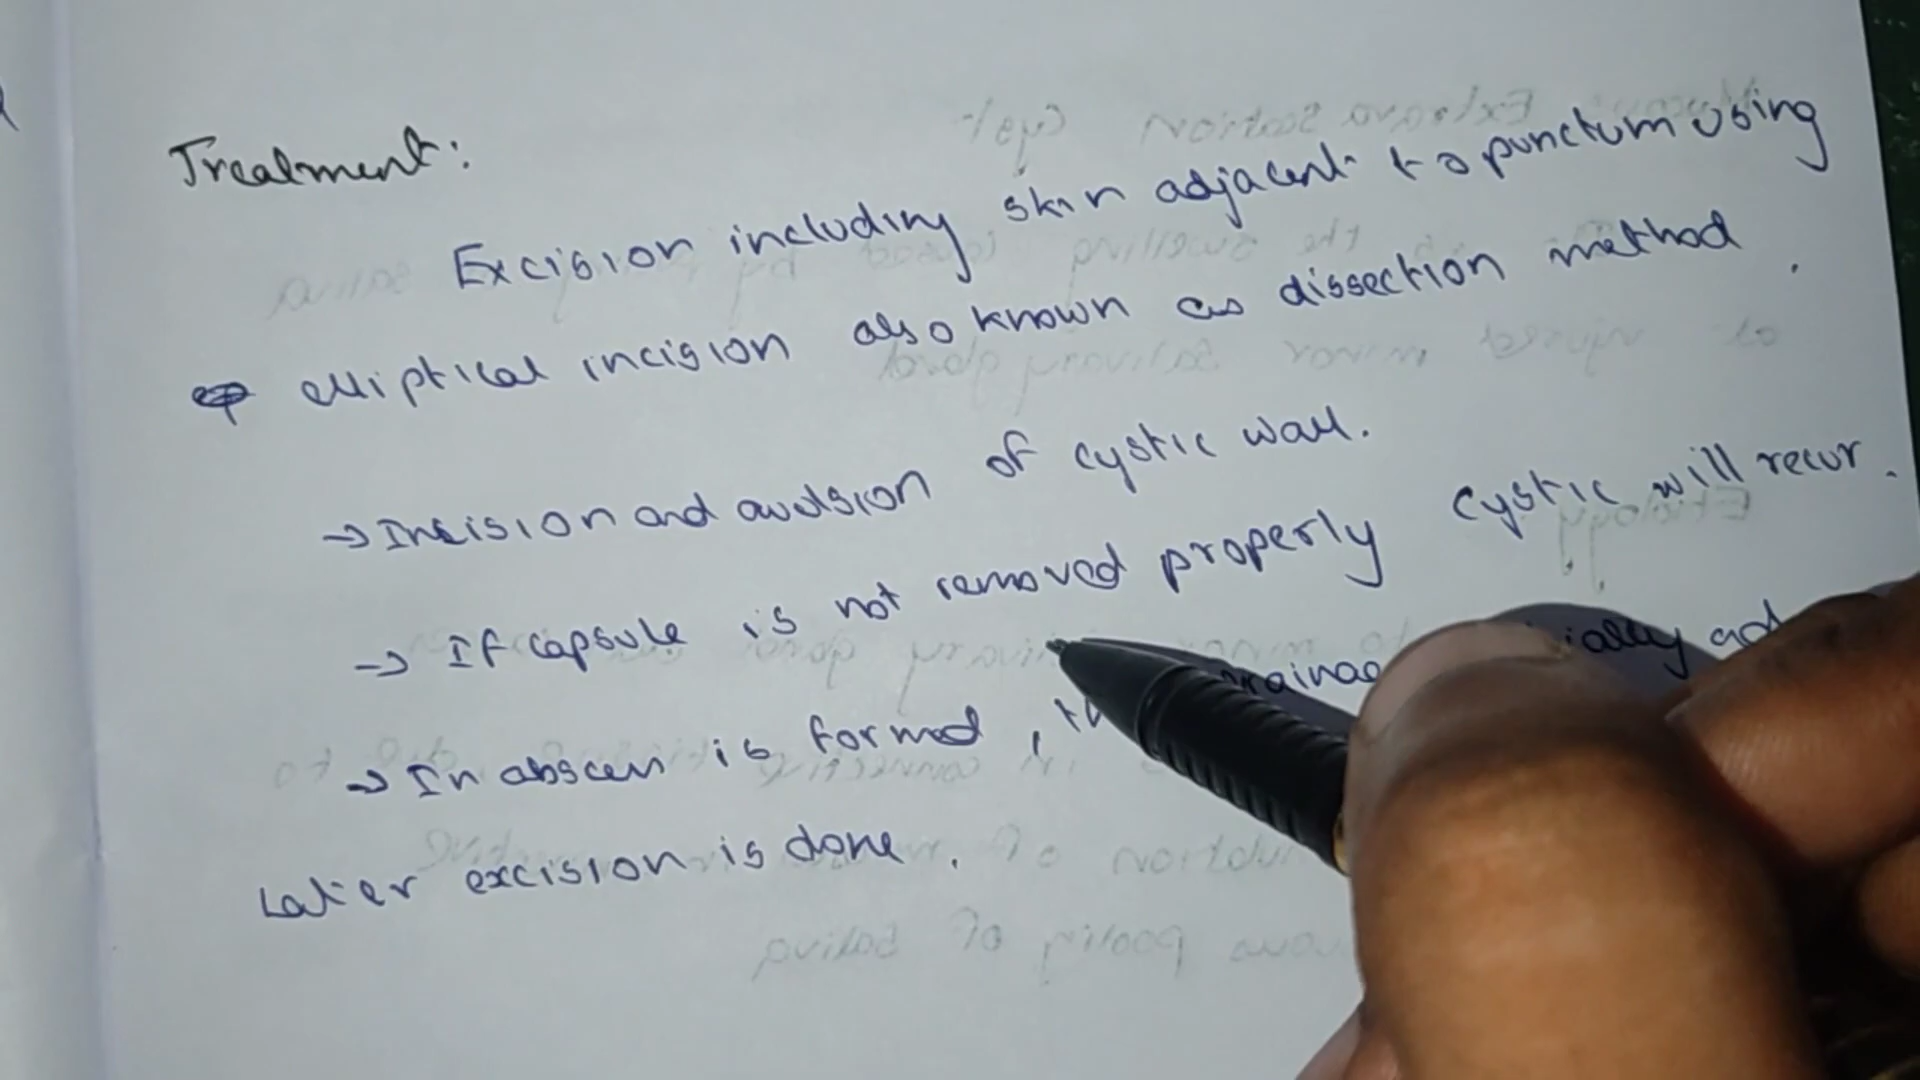 Treatment:
Excision including skin adjacent to punctum using
elliptical incision also known as dissection method.
→ Incision and avulsion of cystic wall.
→ If capsule is not removed properly cystic will recur.
→ In abscess is formed,
Later excision is done.